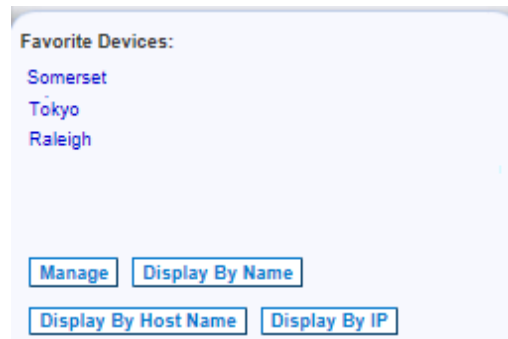 Favorite Devices:
Somerset
Tokyo
Raleigh
Manage Display By Name
Display By Host Name Display By IP